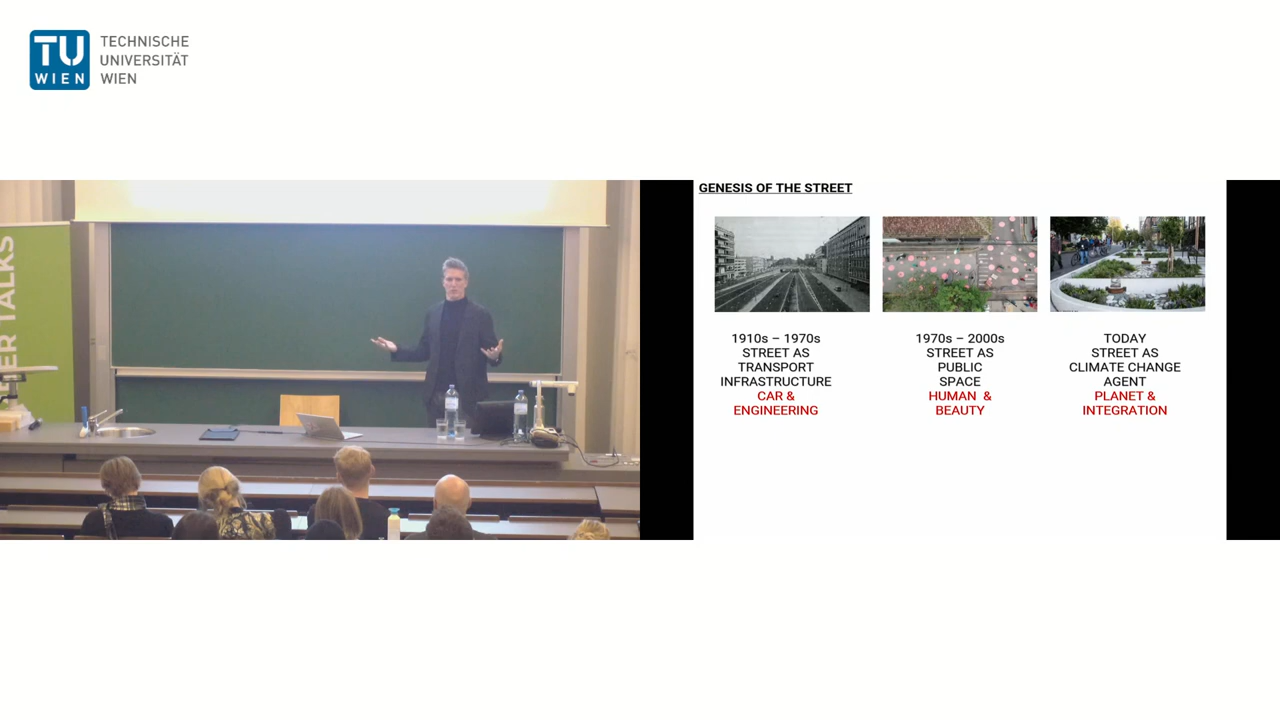 TU
WIEN
TECHNISCHE
UNIVERSITÄT
WIEN
ER TALKS
GENESIS OF THE STREET
1910s – 1970s
STREET AS
TRANSPORT
INFRASTRUCTURE
CAR &
ENGINEERING
1970s – 2000s
STREET AS
PUBLIC
SPACE
HUMAN &
BEAUTY
TODAY
STREET AS
CLIMATE CHANGE
AGENT
PLANET &
INTEGRATION